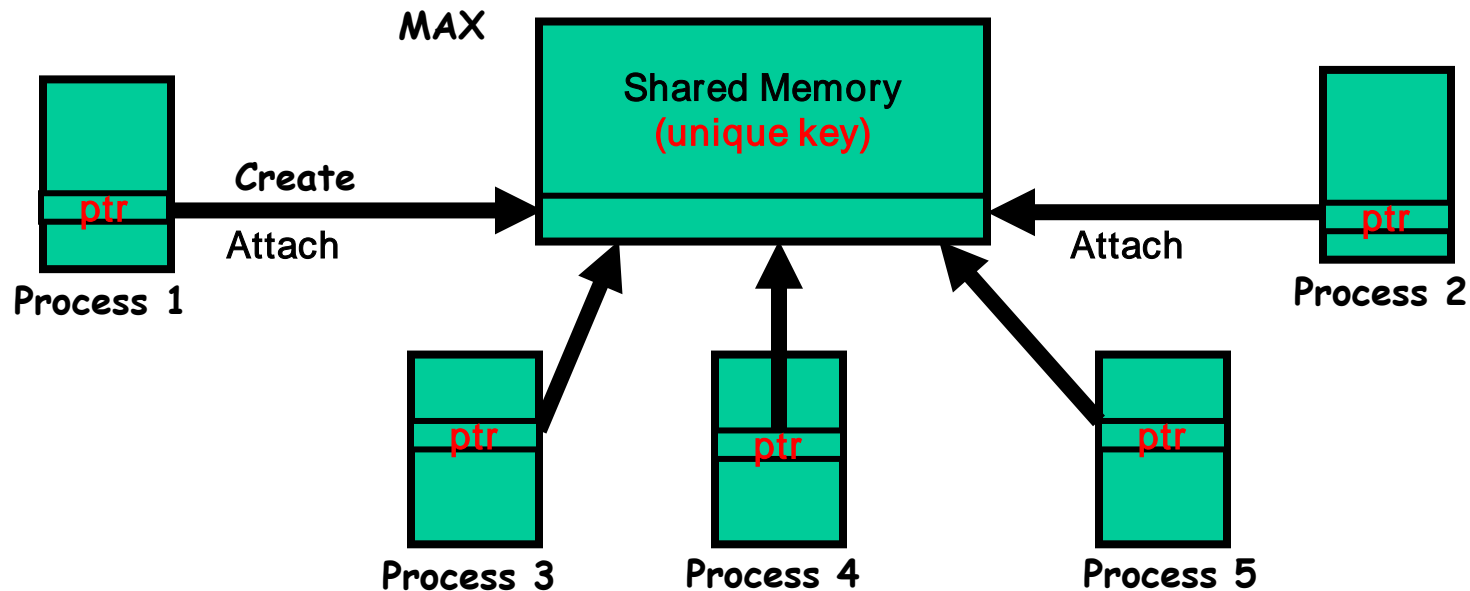 MAX
Shared Memory
(unique key)
Create
ptr
ptr
Attach
Attach
Process 1
Process 2
ptr
ptr
ptr
Process 3
Process 4
Process 5